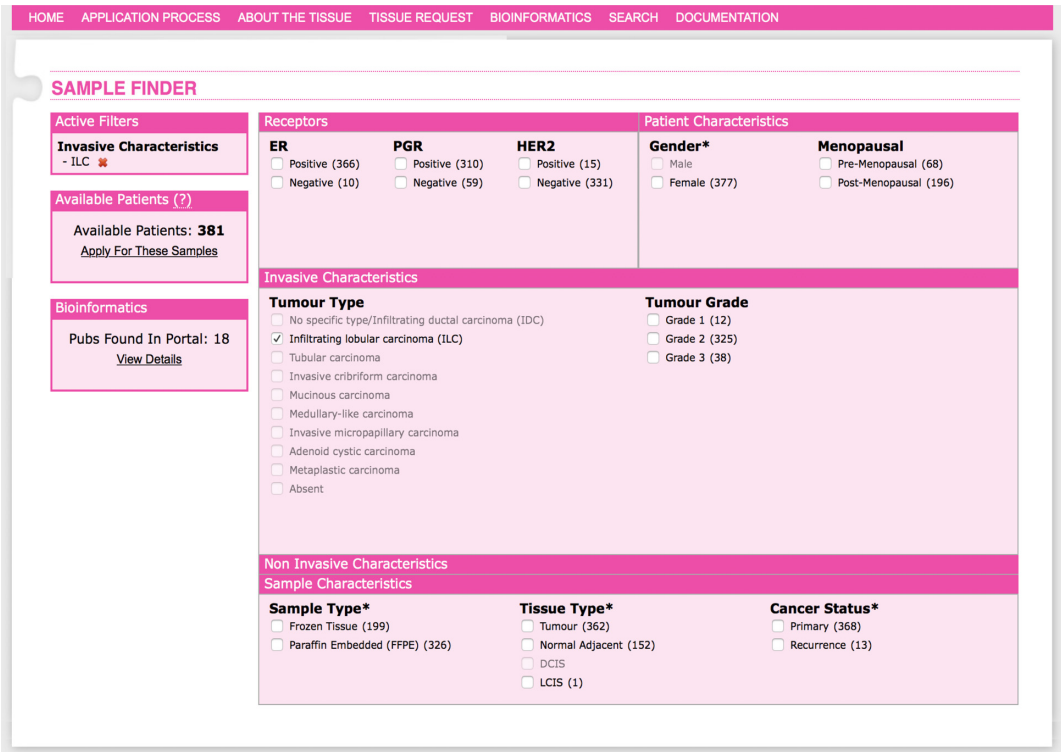 HOME APPLICATION PROCESS ABOUT THE TISSUE TISSUE REQUEST BIOINFORMATICS SEARCH DOCUMENTATION
SAMPLE FINDER
Active Filters
Invasive Characteristics
- ILC
Available Patients (?)
Available Patients: 381
Apply For These Samples
Bioinformatics
Pubs Found In Portal: 18
View Details
Receptors
ER
Positive (366)
Negative (10)
PGR
Positive (310)
Negative (59)
HER2
Positive (15)
Negative (331)
Patient Characteristics
Gender*
Male
Female (377)
Menopausal
Pre-Menopausal (68)
Post-Menopausal (196)
Invasive Characteristics
Tumour Type
No specific type/Infiltrating ductal carcinoma (IDC)
Infiltrating lobular carcinoma (ILC)
Tubular carcinoma
Invasive cribriform carcinoma
Mucinous carcinoma
Medullary-like carcinoma
Invasive micropapillary carcinoma
Adenoid cystic carcinoma
Metaplastic carcinoma
Absent
Tumour Grade
Grade 1 (12)
Grade 2 (325)
Grade 3 (38)
Non Invasive Characteristics
Sample Characteristics
Sample Type*
Frozen Tissue (199)
Paraffin Embedded (FFPE) (326)
Tissue Type*
Tumour (362)
Normal Adjacent (152)
DCIS
LCIS (1)
Cancer Status*
Primary (368)
Recurrence (13)